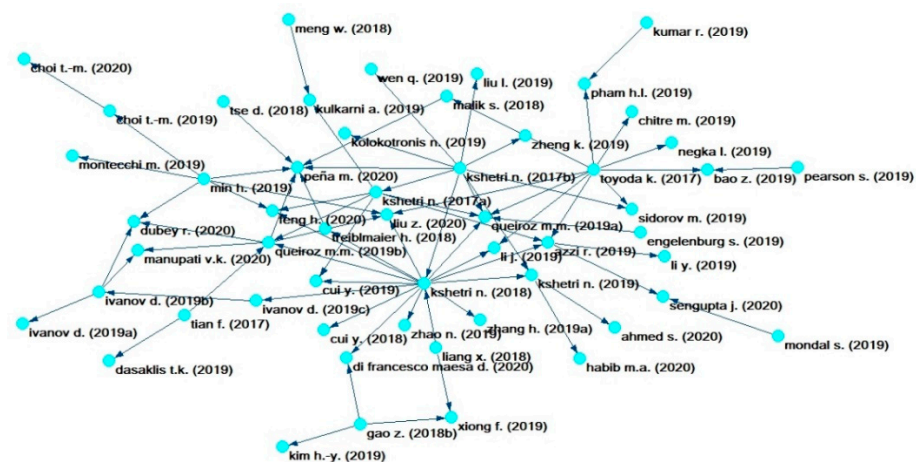 meng w. (2018)
kumar r. (2019)
choi t.-m. (2020)
wen q. (2019)
liu l. (2019)
pham h.l. (2019)
malik s. (2018)
kulkarni a. (2019)
tse d. (2018)
choi t.-m. (2019)
chitre m. (2019)
kolokotronis n. (2019)
zheng k. (2019)
negka l. (2019)
montecchi m. (2019)
peña m. (2020)
kshetri n. (2017b)
toyoda k. (2017)
bao z. (2019)
pearson s. (2019)
min h. (2019)
kshetri n. (2017a)
feng h. (2020)
liu z. (2020)
queiroz m.m. (2019a)
sidorov m. (2019)
dubey r. (2020)
treiblmaier h. (2018)
engelenburg s. (2019)
manupati v.k. (2020)
queiroz m.m. (2019b)
li j. (2019)
azzi r. (2019)
li y. (2019)
cui y. (2019)
kshetri n. (2018)
kshetri n. (2019)
ivanov d. (2019b)
ivanov d. (2019c)
sengupta j. (2020)
tian f. (2017)
zhang h. (2019a)
ivanov d. (2019a)
cui y. (2018)
zhao n. (2019)
ahmed s. (2020)
mondal s. (2019)
liang x. (2018)
dasaklis t.k. (2019)
di francesco maesa d. (2020)
habib m.a. (2020)
xiong f. (2019)
gao z. (2018b)
kim h.-y. (2019)